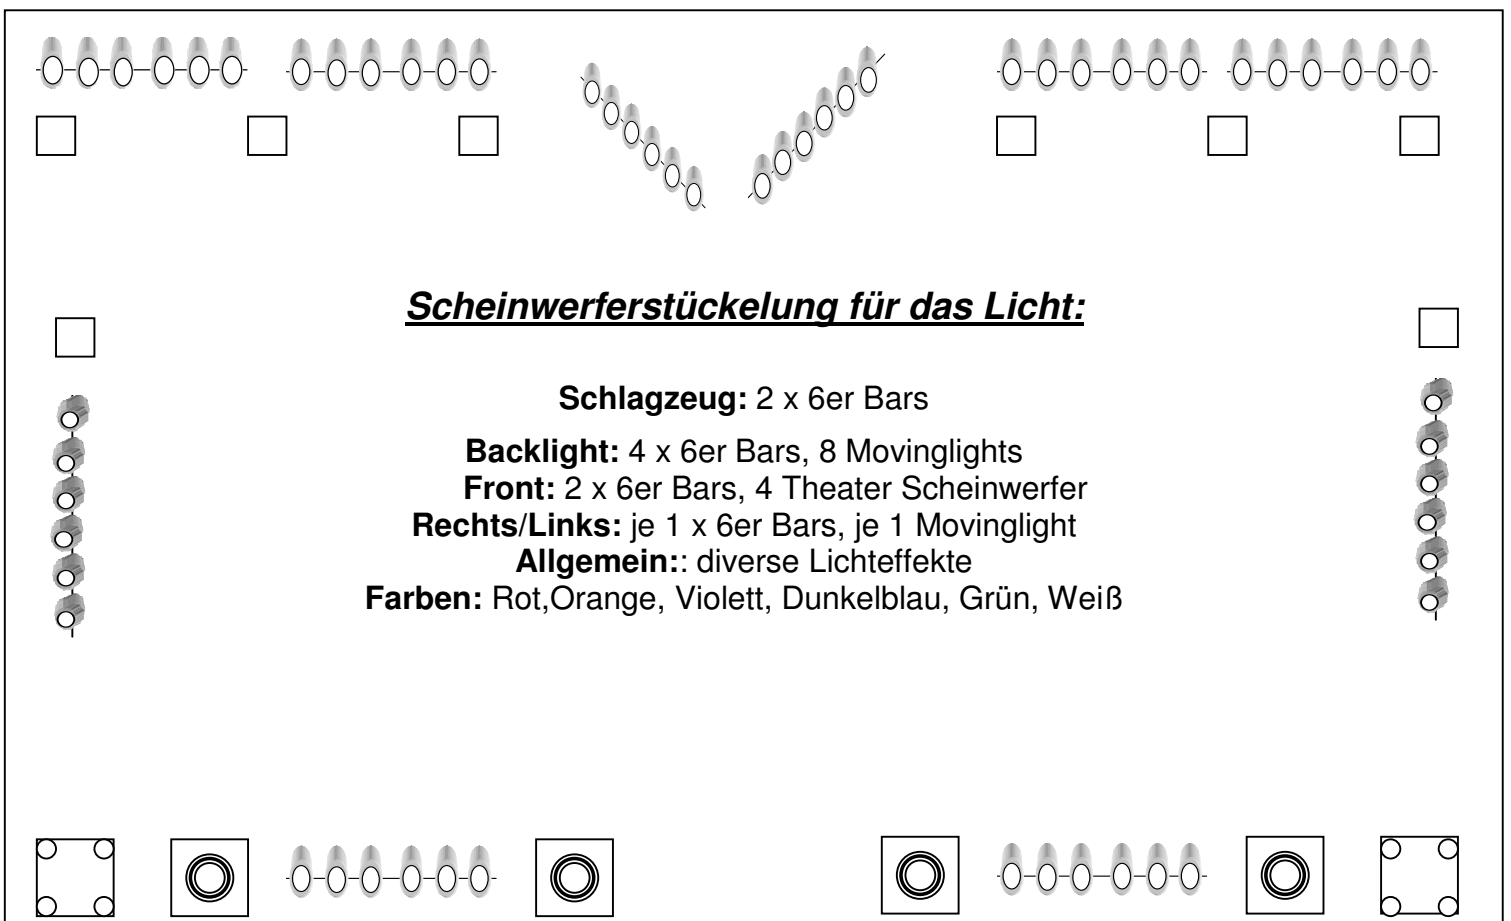 Scheinwerferstückelung für das Licht:
Schlagzeug: 2 x 6er Bars
Backlight: 4 x 6er Bars, 8 Movinglights
Front: 2 x 6er Bars, 4 Theater Scheinwerfer
Rechts/Links: je 1 x 6er Bars, je 1 Movinglight
Allgemein:: diverse Lichteffekte
Farben: Rot,Orange, Violett, Dunkelblau, Grün, Weiß